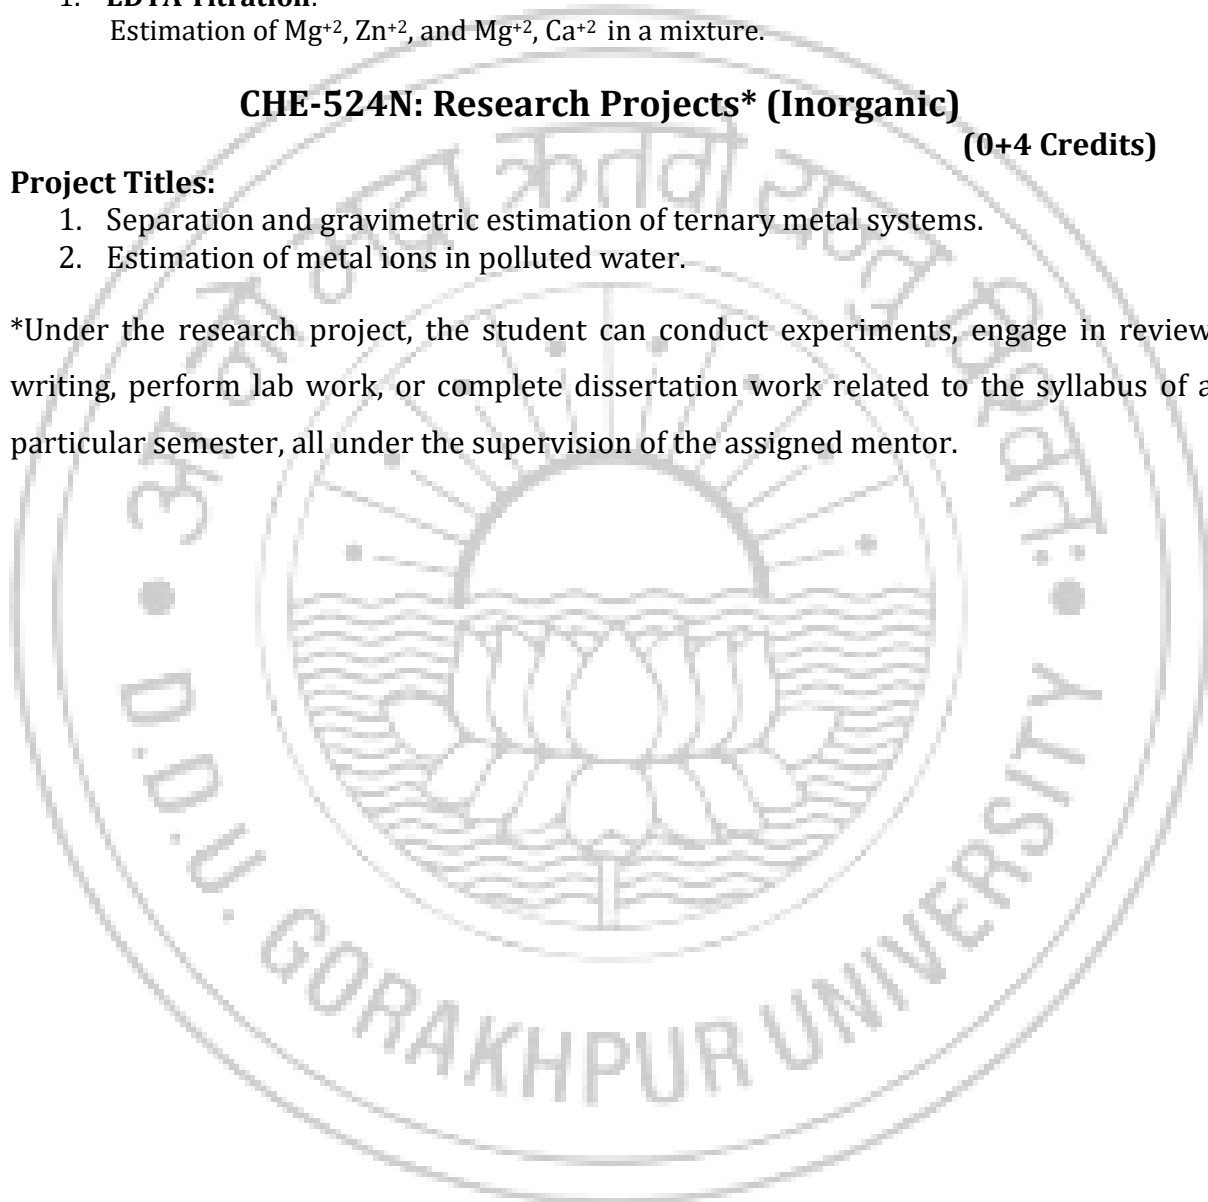 1. EDTA Titration:
Estimation of Mg⁺², Zn⁺², and Mg⁺², Ca⁺² in a mixture.
CHE-524N: Research Projects* (Inorganic)
(0+4 Credits)
Project Titles:
1. Separation and gravimetric estimation of ternary metal systems.
2. Estimation of metal ions in polluted water.
*Under the research project, the student can conduct experiments, engage in review
writing, perform lab work, or complete dissertation work related to the syllabus of a
particular semester, all under the supervision of the assigned mentor.
D.D.U. GORAKHPUR UNIVERSITY